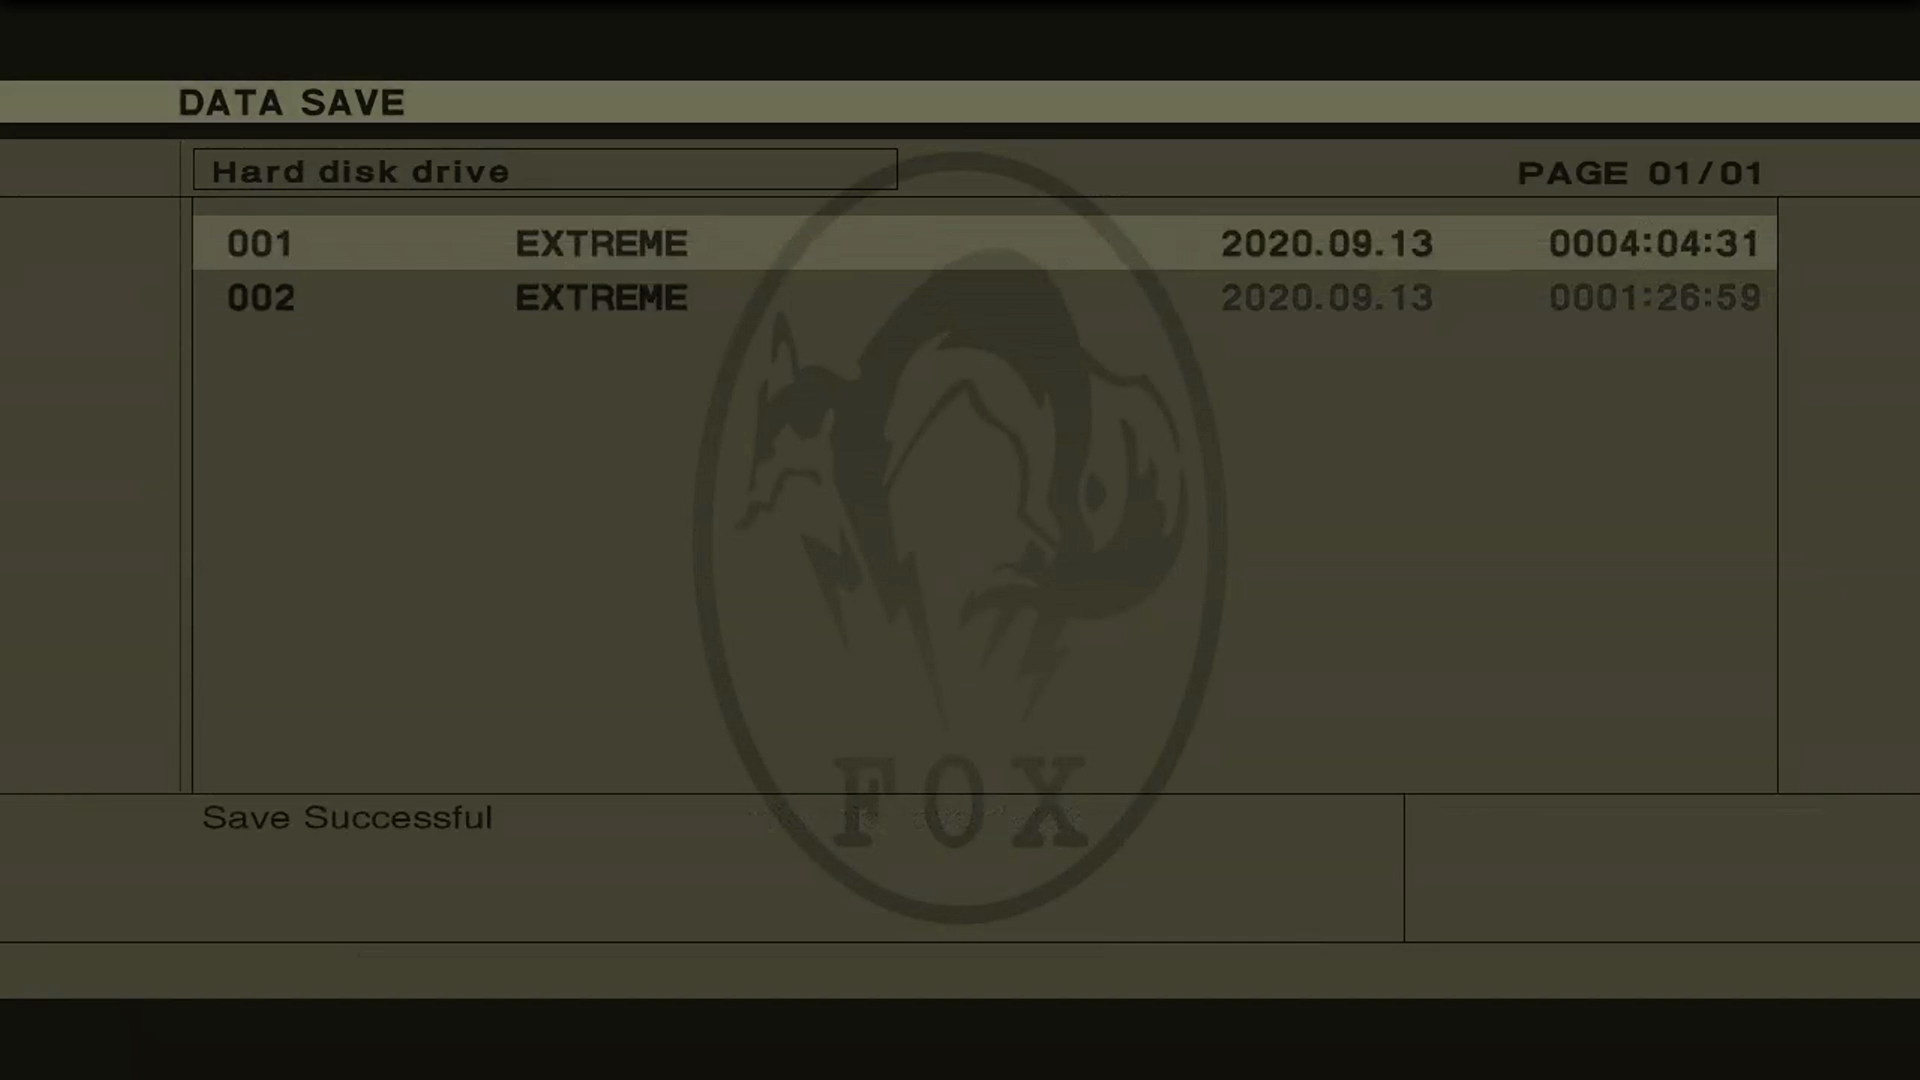 DATA SAVE
Hard disk drive PAGE 01/01
001 EXTREME 2020.09.13 0004:04:31
002 EXTREME 2020.09.13 0001:26:59
FOX
Save Successful